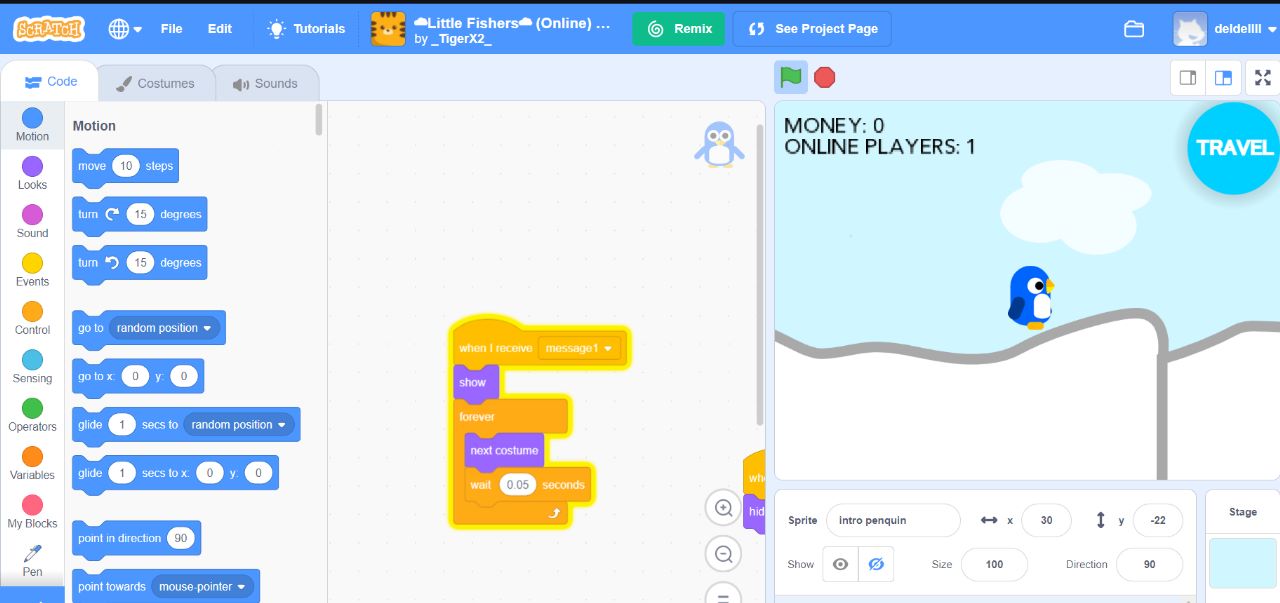 SCRATCH
File
Edit
Tutorials
☁Little Fishers☁ (Online) ...
by _TigerX2_
Remix
See Project Page
deldellll
Code
Costumes
Sounds
Motion
Looks
Sound
Events
Control
Sensing
Operators
Variables
My Blocks
Pen
Motion
move 10 steps
turn 15 degrees
turn 15 degrees
go to random position
go to x: 0 y: 0
glide 1 secs to random position
glide 1 secs to x: 0 y: 0
point in direction 90
point towards mouse-pointer
when I receive message1
show
forever
next costume
wait 0.05 seconds
MONEY: 0
ONLINE PLAYERS: 1
TRAVEL
Sprite intro penquin x 30 y -22
Show Size 100 Direction 90
Stage